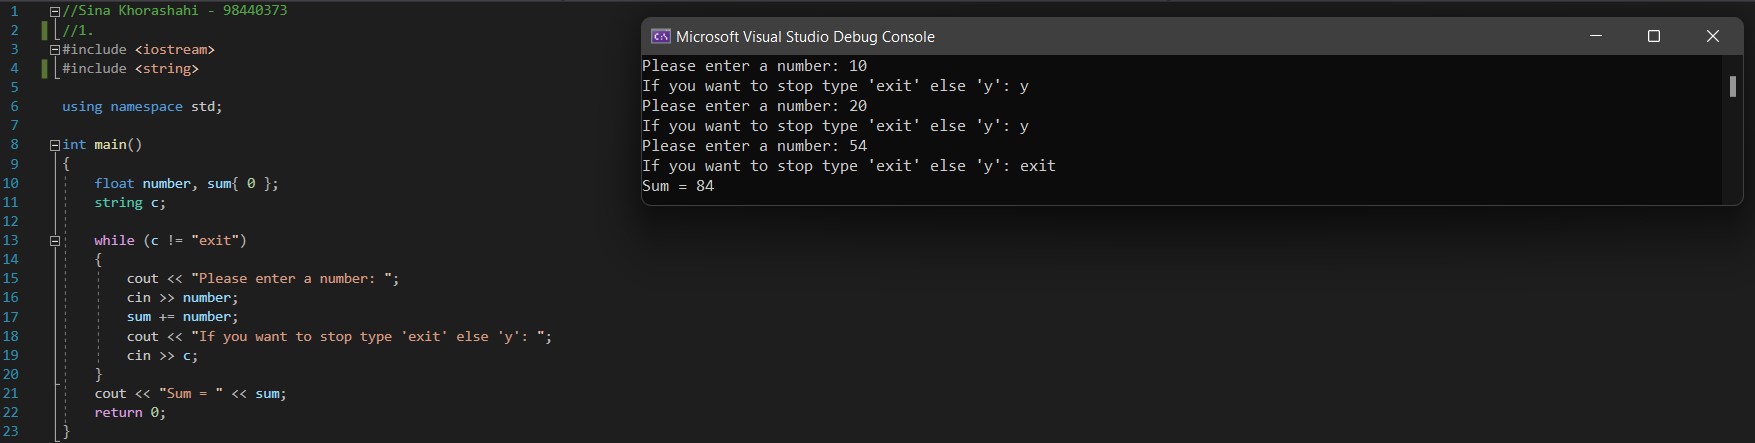 1 //Sina Khorashahi - 98440373
2 //1.
3 #include <iostream>
4 #include <string>
5
6 using namespace std;
7
8 int main()
9 {
10 float number, sum{ 0 };
11 string c;
12
13 while (c != "exit")
14 {
15 cout << "Please enter a number: ";
16 cin >> number;
17 sum += number;
18 cout << "If you want to stop type 'exit' else 'y': ";
19 cin >> c;
20 }
21 cout << "Sum = " << sum;
22 return 0;
23 }
C:\ Microsoft Visual Studio Debug Console
Please enter a number: 10
If you want to stop type 'exit' else 'y': y
Please enter a number: 20
If you want to stop type 'exit' else 'y': y
Please enter a number: 54
If you want to stop type 'exit' else 'y': exit
Sum = 84